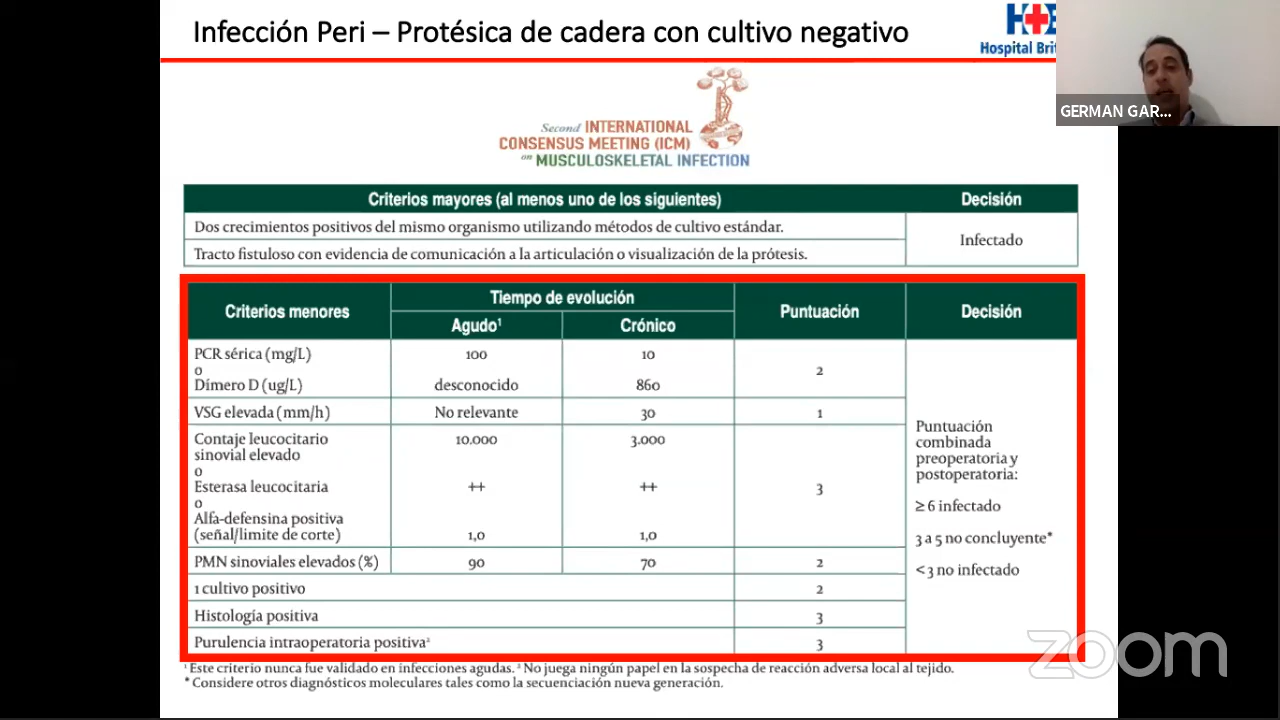 Infección Peri – Protésica de cadera con cultivo negativo
Hospital Brit
GERMAN GAR...
Second INTERNATIONAL
CONSENSUS MEETING (ICM)
on MUSCULOSKELETAL INFECTION
Criterios mayores (al menos uno de los siguientes) Decisión
Dos crecimientos positivos del mismo organismo utilizando métodos de cultivo estándar.
Infectado
Tracto fistuloso con evidencia de comunicación a la articulación o visualización de la prótesis.
Criterios menores Tiempo de evolución Puntuación Decisión
Agudo¹ Crónico
PCR sérica (mg/L) 100 10
o 2
Dímero D (ug/L) desconocido 860
VSG elevada (mm/h) No relevante 30 1
Contaje leucocitario 10.000 3.000
sinovial elevado
o
Esterasa leucocitaria ++ ++ 3
o
Alfa-defensina positiva
(señal/limite de corte) 1,0 1,0
PMN sinoviales elevados (%) 90 70 2
1 cultivo positivo 2
Histología positiva 3
Purulencia intraoperatoria positiva² 3
Puntuación
combinada
preoperatoria y
postoperatoria:
≥ 6 infectado
3 a 5 no concluyente*
< 3 no infectado
¹ Este criterio nunca fue validado en infecciones agudas. ² No juega ningún papel en la sospecha de reacción adversa local al tejido.
* Considere otros diagnósticos moleculares tales como la secuenciación nueva generación.
zoom